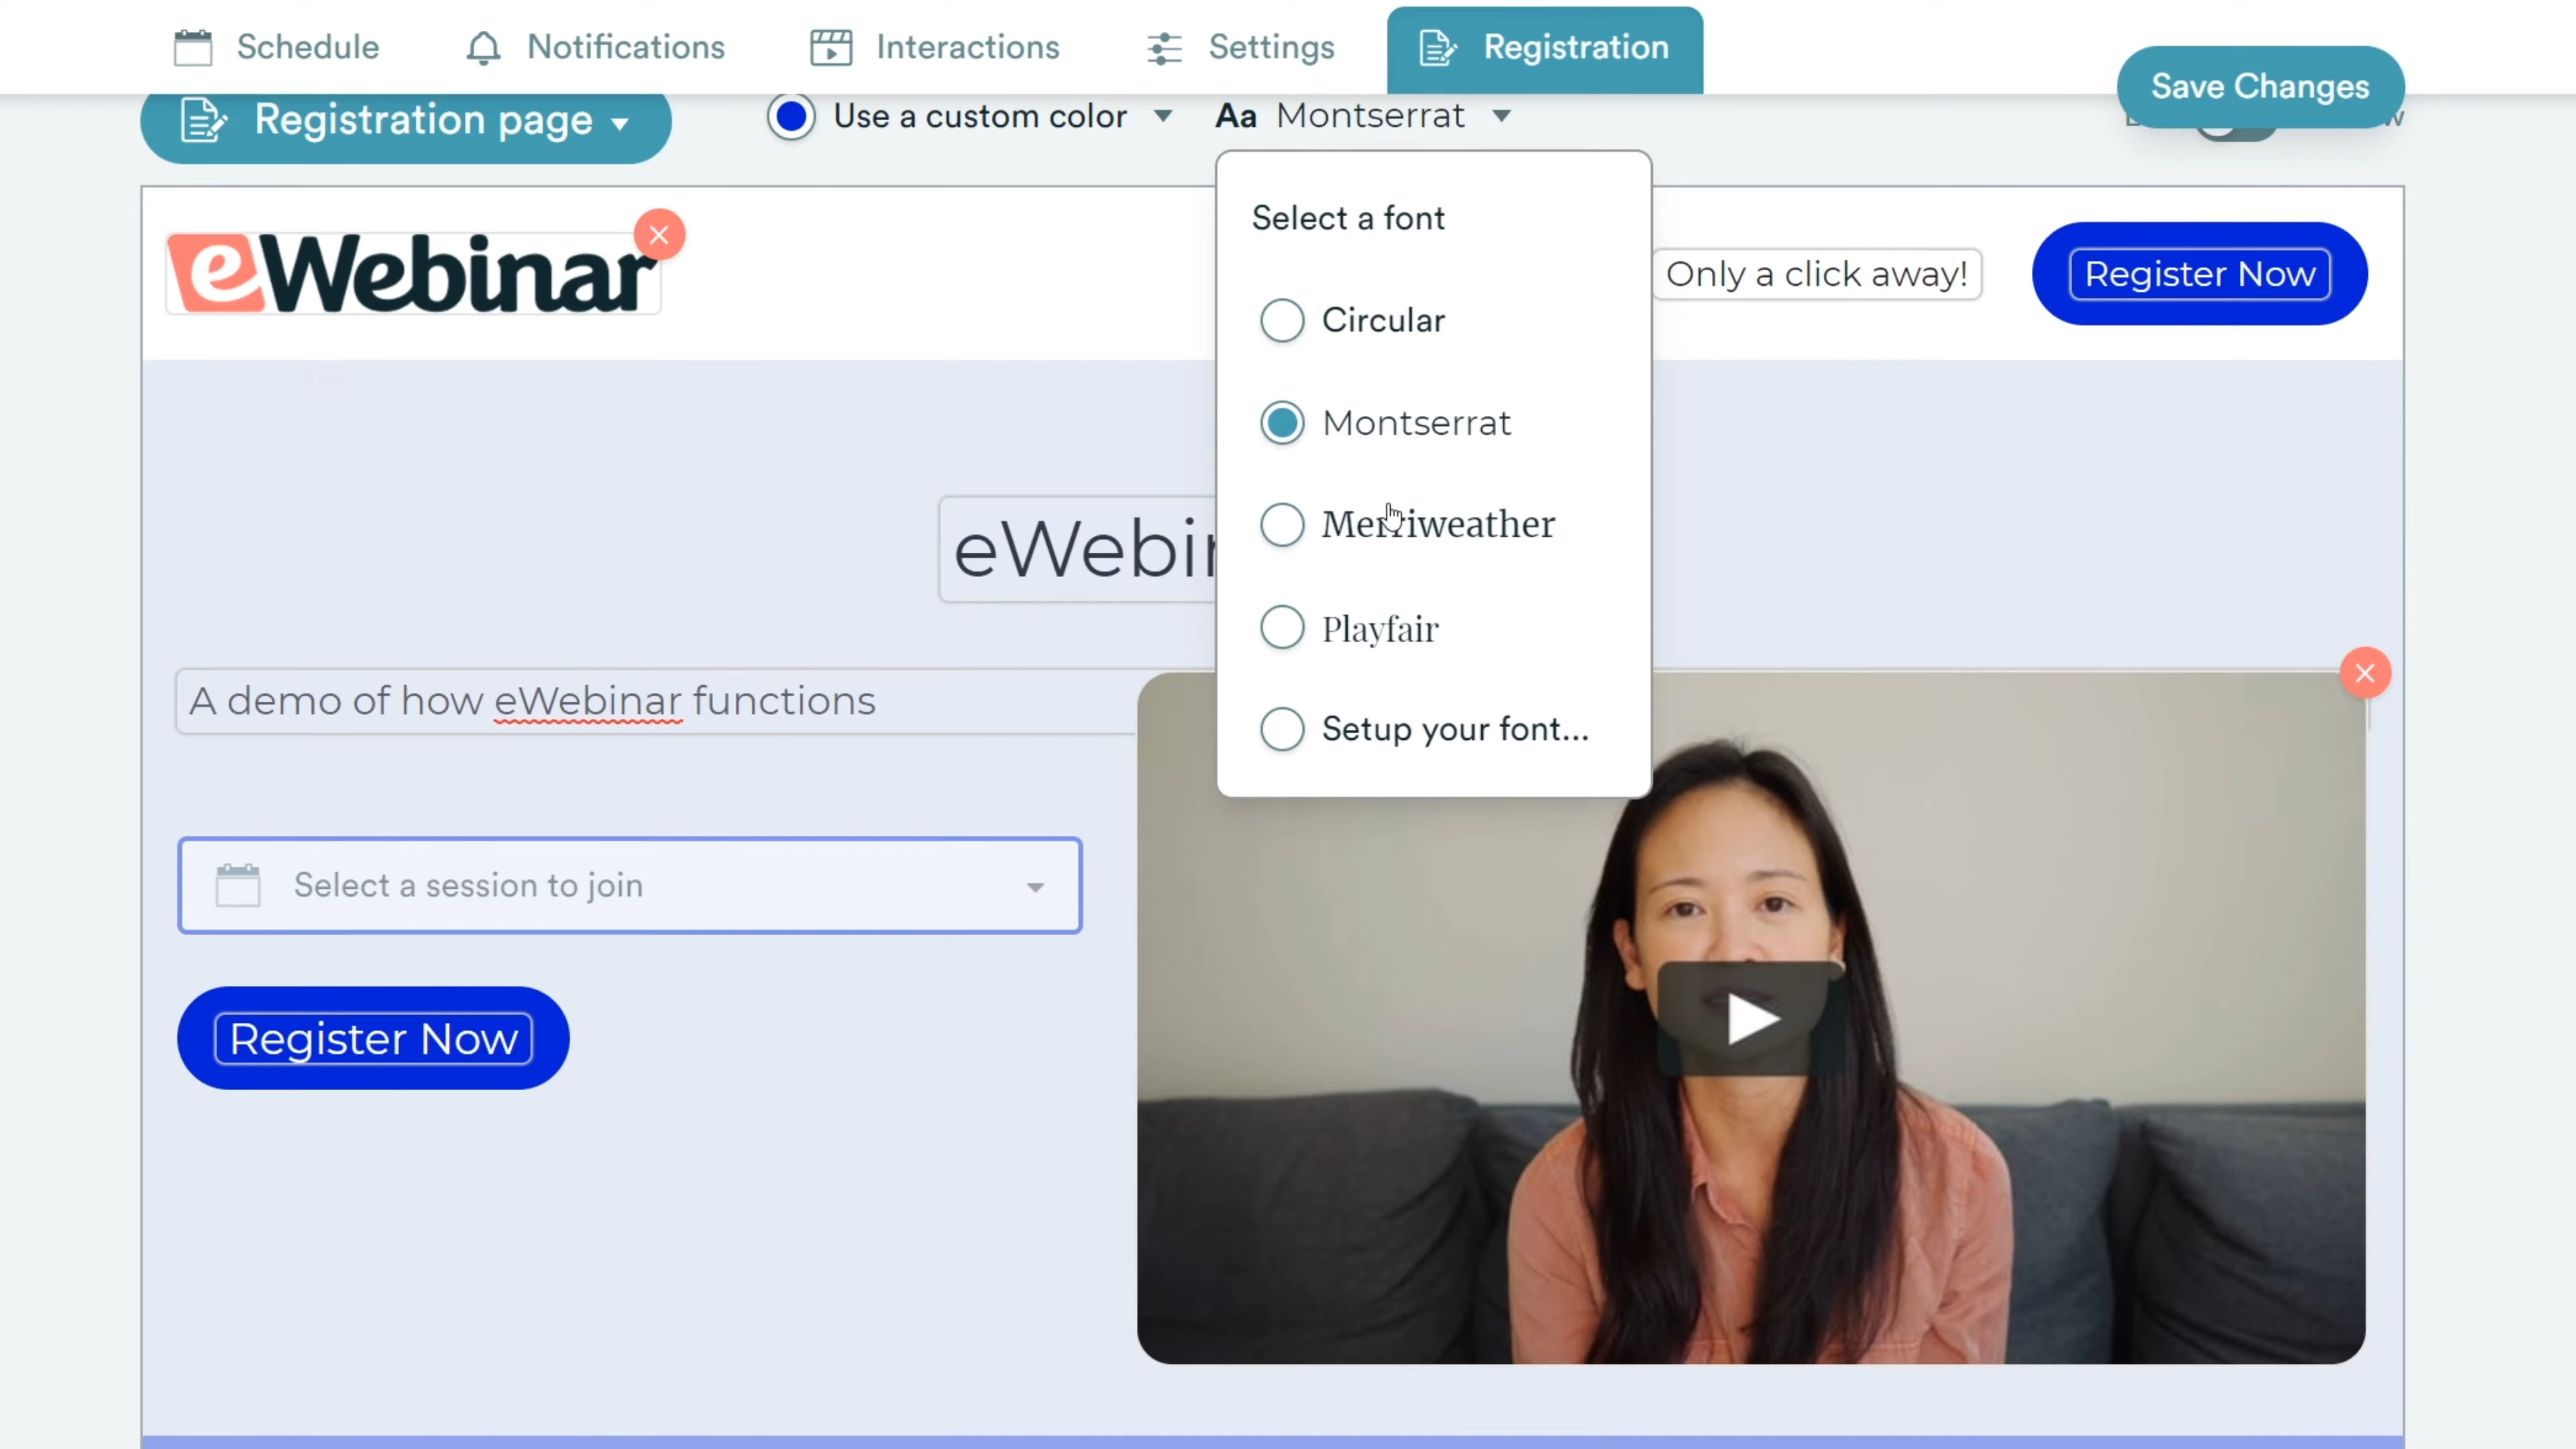 Schedule
Notifications
Interactions
Settings
Registration
Save Changes
Registration page
Use a custom color
Aa Montserrat
eWebinar
Only a click away!
Register Now
Select a font
Circular
Montserrat
Merriweather
Playfair
Setup your font...
A demo of how eWebinar functions
Select a session to join
Register Now